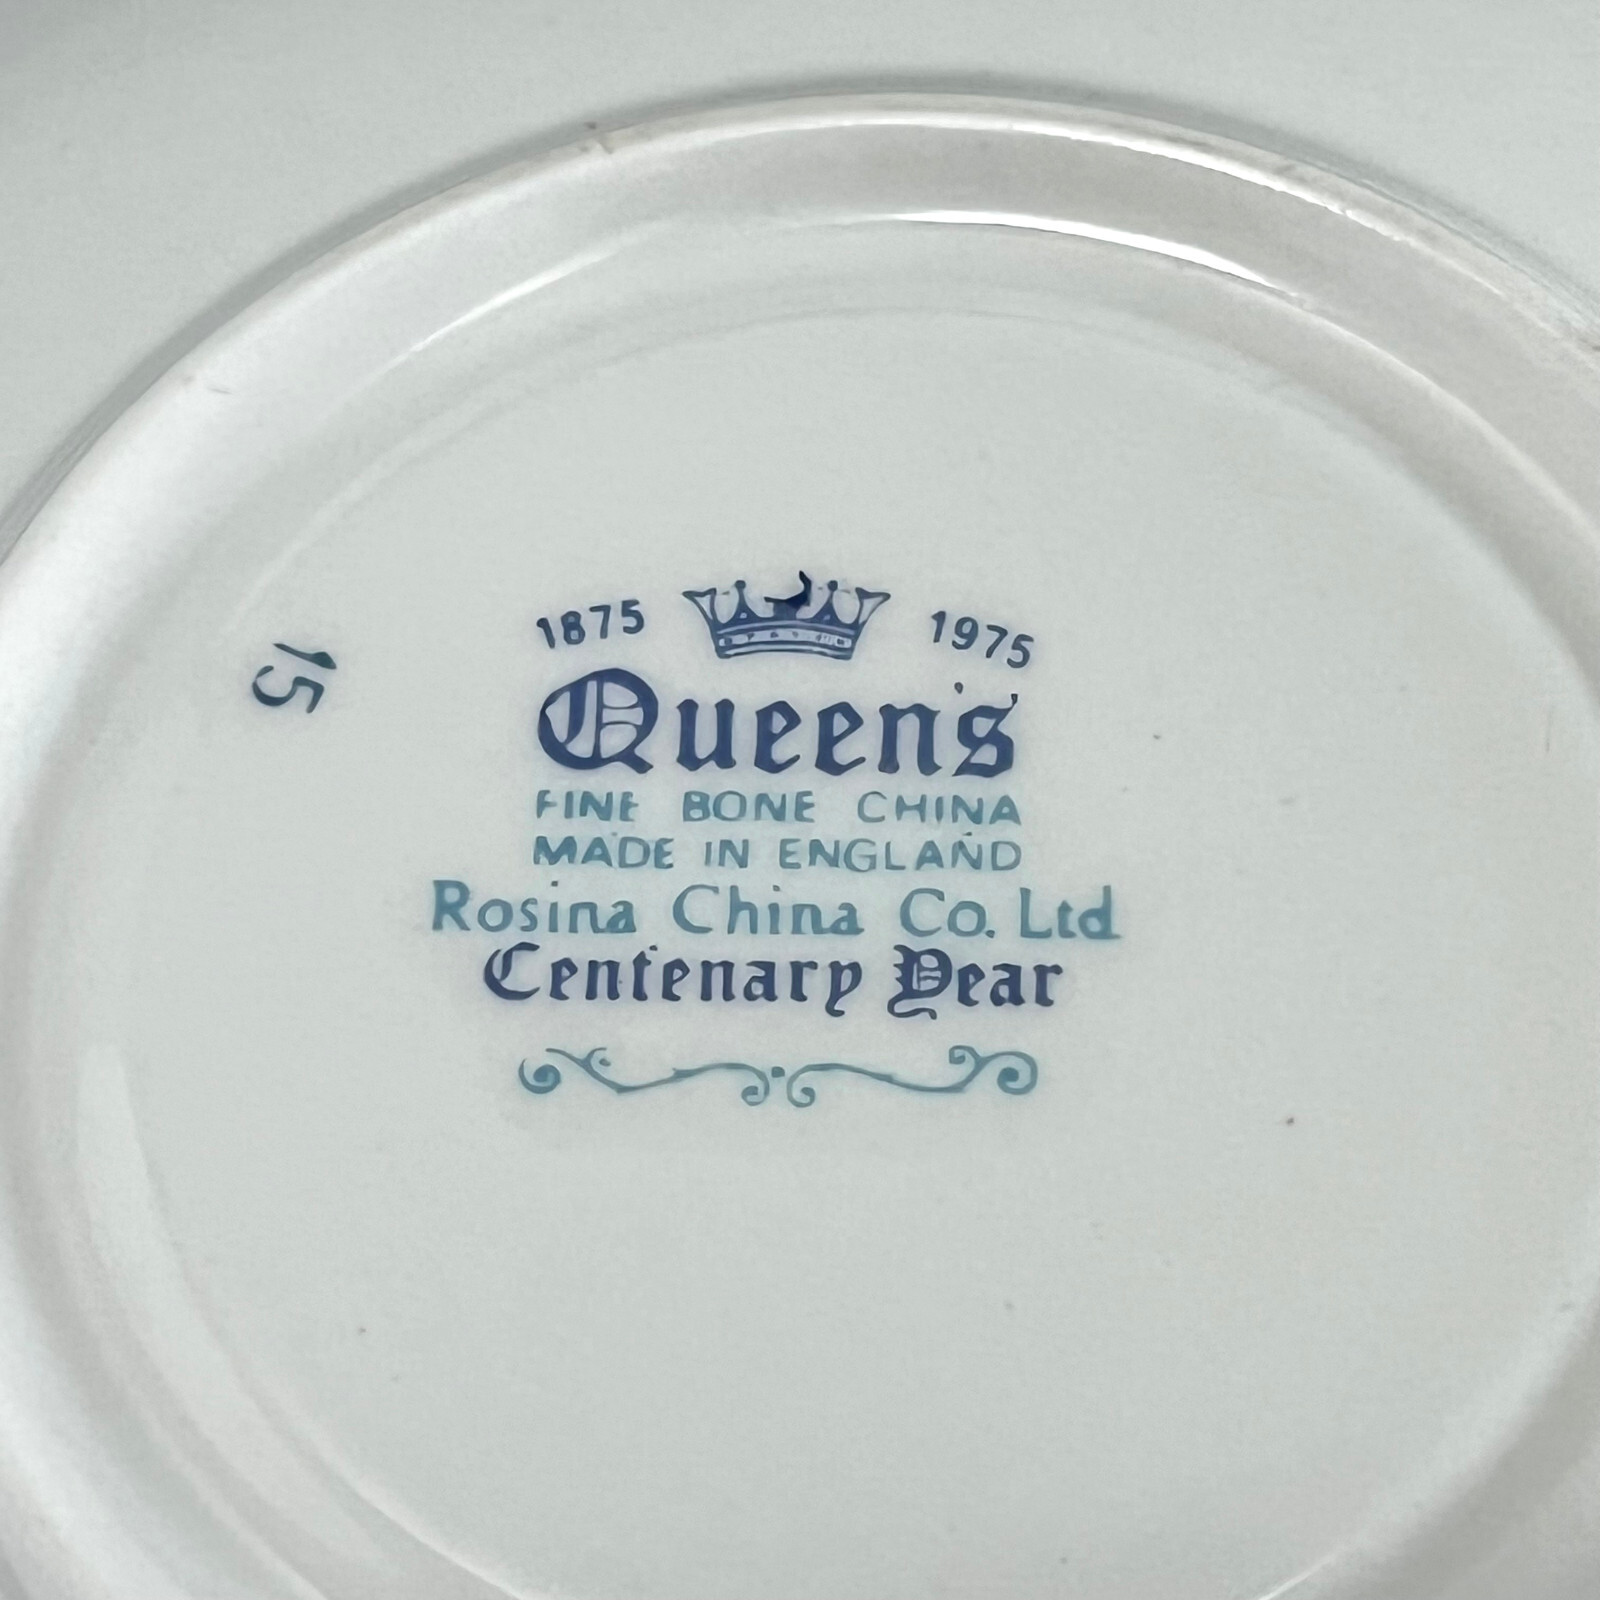 1875 1975
Queen's
FINE BONE CHINA
MADE IN ENGLAND
Rosina China Co. Ltd
Centenary Year
15